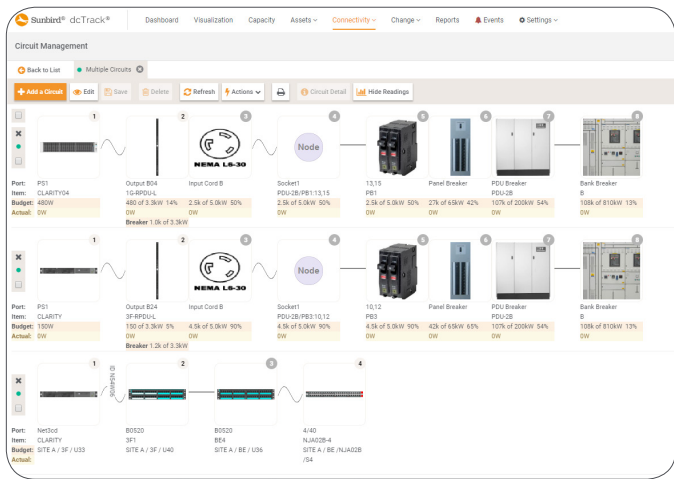 Sunbird® dcTrack® Dashboard Visualization Capacity Assets Connectivity Change Reports Events Settings
Circuit Management
Back to List Multiple Circuits
Add a Circuit Edit Save Delete Refresh Actions Circuit Detail Hide Readings
1 2 3 4 5 6 7 8
NEMA L6-30 Node
Port: PS1 Output B04 Input Cord B Socket1 13,15 Panel Breaker PDU Breaker Bank Breaker
Item: CLARITY04 1G-RPDU-L PDU-2B/PB1:13,15 PB1 PDU-2B B
Budget: 480W 480 of 3.3kW 14% 2.5k of 5.0kW 50% 2.5k of 5.0kW 50% 2.5k of 5.0kW 50% 27k of 65kW 42% 107k of 200kW 54% 108k of 810kW 13%
Actual: 0W 0W 0W 0W 0W 0W 0W 0W
Breaker 1.0k of 3.3kW
1 2 3 4 5 6 7 8
NEMA L6-30 Node
Port: PS1 Output B24 Input Cord B Socket1 10,12 Panel Breaker PDU Breaker Bank Breaker
Item: CLARITY 3F-RPDU-L PDU-2B/PB3:10,12 PB3 PDU-2B B
Budget: 150W 150 of 3.3kW 5% 4.5k of 5.0kW 90% 4.5k of 5.0kW 90% 4.5k of 5.0kW 90% 42k of 65kW 65% 107k of 200kW 54% 108k of 810kW 13%
Actual: 0W 0W 0W 0W 0W 0W 0W 0W
Breaker 1.2k of 3.3kW
1 2 3 4
Port: Net3cd B0520 B0520 4/40
Item: CLARITY 3F1 BE4 NJA02B-4
Budget: SITE A / 3F / U33 SITE A / 3F / U40 SITE A / BE / U36 SITE A / BE /NJA02B
Actual: /S4